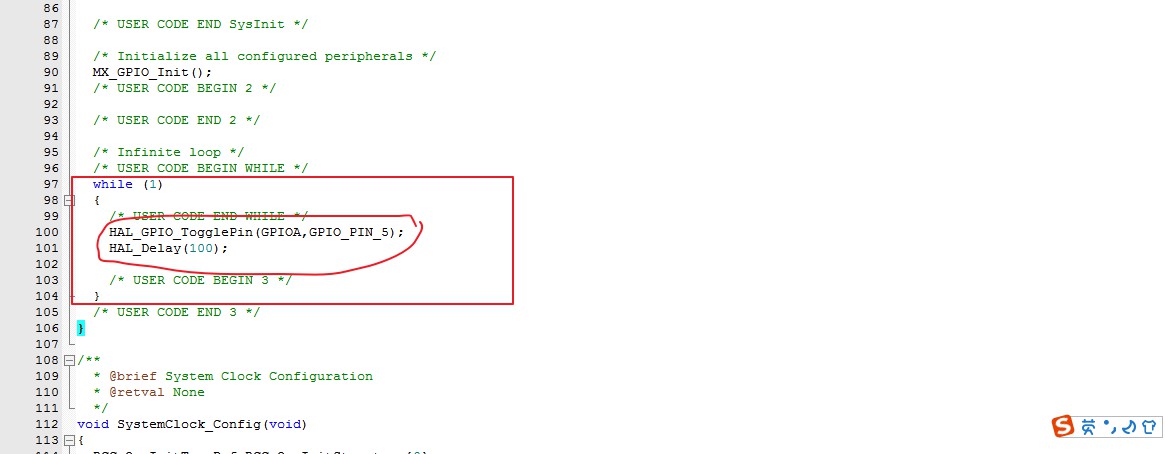 86
87 /* USER CODE END SysInit */
88
89 /* Initialize all configured peripherals */
90 MX_GPIO_Init();
91 /* USER CODE BEGIN 2 */
92
93 /* USER CODE END 2 */
94
95 /* Infinite loop */
96 /* USER CODE BEGIN WHILE */
97 while (1)
98 {
99 /* USER CODE END WHILE */
100 HAL_GPIO_TogglePin(GPIOA,GPIO_PIN_5);
101 HAL_Delay(100);
102
103 /* USER CODE BEGIN 3 */
104 }
105 /* USER CODE END 3 */
106 }
107
108 /**
109 * @brief System Clock Configuration
110 * @retval None
111 */
112 void SystemClock_Config(void)
113 {
S 英